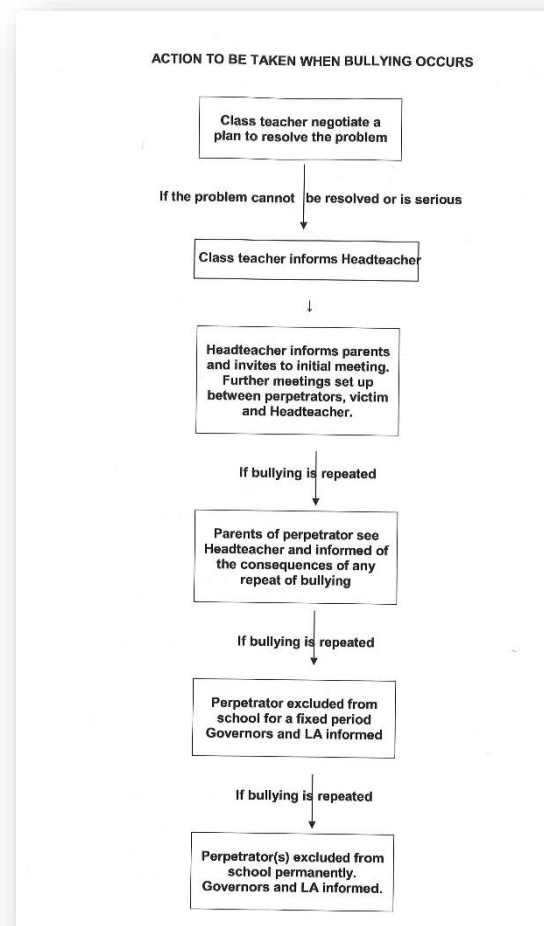 ACTION TO BE TAKEN WHEN BULLYING OCCURS
Class teacher negotiate a
plan to resolve the problem
If the problem cannot be resolved or is serious
Class teacher informs Headteacher
Headteacher informs parents
and invites to initial meeting.
Further meetings set up
between perpetrators, victim
and Headteacher.
If bullying is repeated
Parents of perpetrator see
Headteacher and informed of
the consequences of any
repeat of bullying
If bullying is repeated
Perpetrator excluded from
school for a fixed period
Governors and LA informed
If bullying is repeated
Perpetrator(s) excluded from
school permanently.
Governors and LA informed.